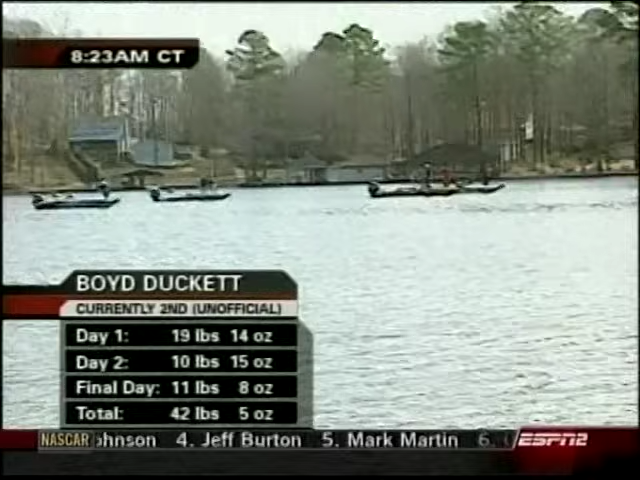 8:23AM CT
BOYD DUCKETT
CURRENTLY 2ND (UNOFFICIAL)
Day 1: 19 lbs 14 oz
Day 2: 10 lbs 15 oz
Final Day: 11 lbs 8 oz
Total: 42 lbs 5 oz
NASCAR ohnson 4. Jeff Burton 5. Mark Martin 6. ESPN2